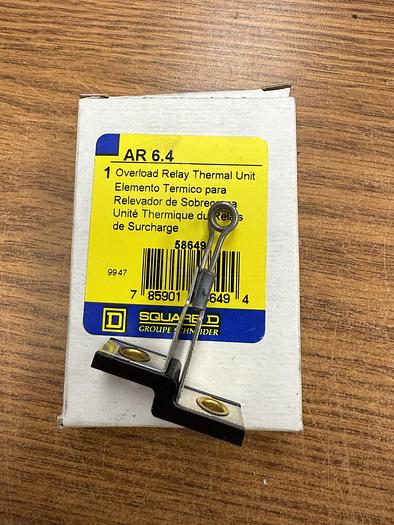 AR 6.4
1 Overload Relay Thermal Unit
Elemento Termico para
Relevador de
Unité Thermique du Relais
de Surcharge
58649
9947
7 85901 649 4
D SQUARE D
GROUPE SCHNEIDER